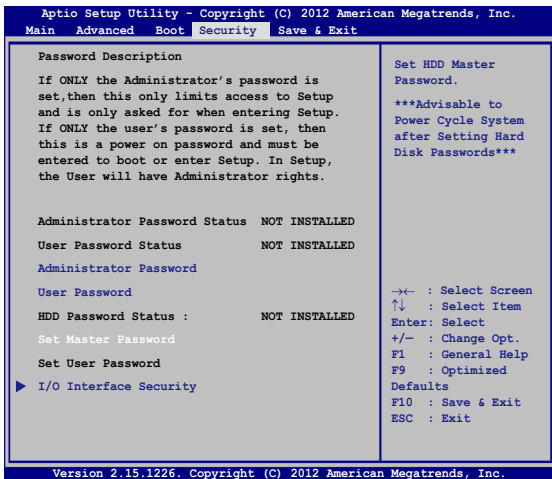 Aptio Setup Utility - Copyright (C) 2012 American Megatrends, Inc.
Main Advanced Boot Security Save & Exit
Password Description
If ONLY the Administrator's password is
set,then this only limits access to Setup
and is only asked for when entering Setup.
If ONLY the user's password is set, then
this is a power on password and must be
entered to boot or enter Setup. In Setup,
the User will have Administrator rights.
Administrator Password Status NOT INSTALLED
User Password Status NOT INSTALLED
Administrator Password
User Password
HDD Password Status : NOT INSTALLED
Set Master Password
Set User Password
I/O Interface Security
Set HDD Master
Password.
***Advisable to
Power Cycle System
after Setting Hard
Disk Passwords***
→← : Select Screen
↑↓ : Select Item
Enter: Select
+/— : Change Opt.
F1 : General Help
F9 : Optimized
Defaults
F10 : Save & Exit
ESC : Exit
Version 2.15.1226. Copyright (C) 2012 American Megatrends, Inc.